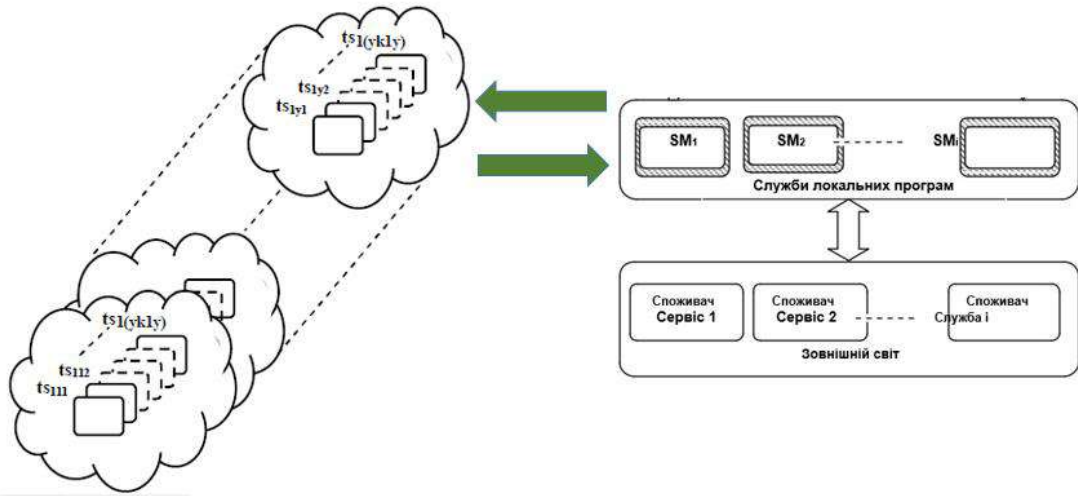 ts1(yk1y)
ts1y2
ts1y1
SM1
SM2
SMi
Служби локальних програм
Споживач
Сервіс 1
Споживач
Сервіс 2
Споживач
Служба і
Зовнішній світ
ts1(yk1y)
ts112
ts111